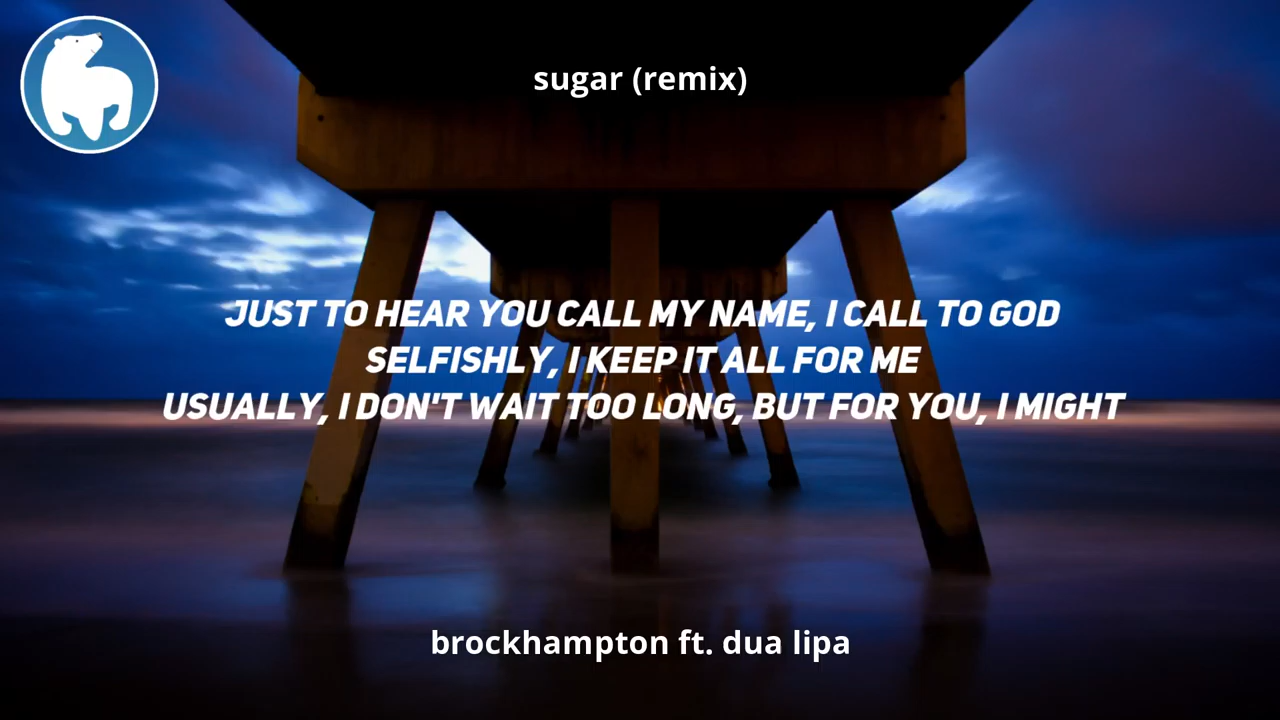 sugar (remix)
JUST TO HEAR YOU CALL MY NAME, I CALL TO GOD
SELFISHLY, I KEEP IT ALL FOR ME
USUALLY, I DON'T WAIT TOO LONG, BUT FOR YOU, I MIGHT
brockhampton ft. dua lipa